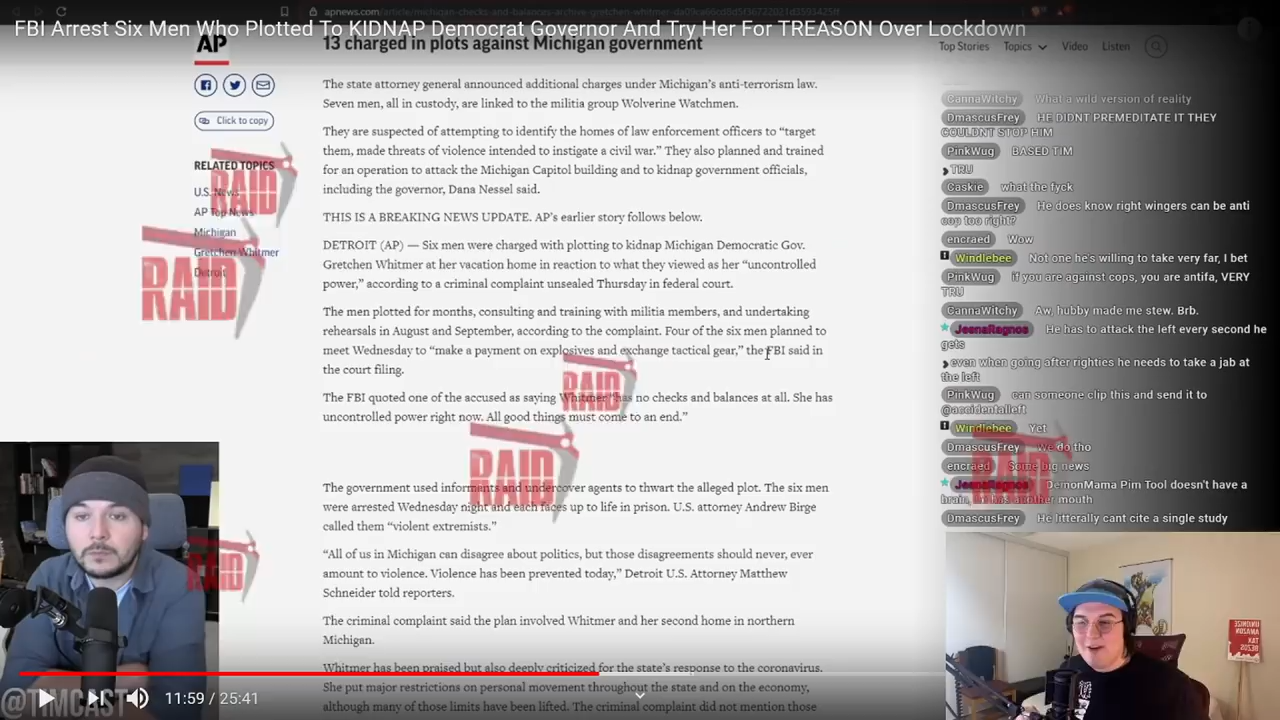 FBI Arrest Six Men Who Plotted To KIDNAP Democrat Governor And Try Her For TREASON Over Lockdown
AP
13 charged in plots against Michigan government
Top Stories Topics Video Listen
The state attorney general announced additional charges under Michigan's anti-terrorism law.
Seven men, all in custody, are linked to the militia group Wolverine Watchmen.
Click to copy
They are suspected of attempting to identify the homes of law enforcement officers to “target
them, made threats of violence intended to instigate a civil war.” They also planned and trained
for an operation to attack the Michigan Capitol building and to kidnap government officials,
including the governor, Dana Nessel said.
RELATED TOPICS
U.S. News
AP Top News
Michigan
Gretchen Whitmer
Detroit
THIS IS A BREAKING NEWS UPDATE. AP's earlier story follows below.
DETROIT (AP) — Six men were charged with plotting to kidnap Michigan Democratic Gov.
Gretchen Whitmer at her vacation home in reaction to what they viewed as her “uncontrolled
power,” according to a criminal complaint unsealed Thursday in federal court.
The men plotted for months, consulting and training with militia members, and undertaking
rehearsals in August and September, according to the complaint. Four of the six men planned to
meet Wednesday to “make a payment on explosives and exchange tactical gear,” the FBI said in
the court filing.
The FBI quoted one of the accused as saying Whitmer “has no checks and balances at all. She has
uncontrolled power right now. All good things must come to an end.”
The government used informants and undercover agents to thwart the alleged plot. The six men
were arrested Wednesday night and each faces up to life in prison. U.S. attorney Andrew Birge
called them “violent extremists.”
“All of us in Michigan can disagree about politics, but those disagreements should never, ever
amount to violence. Violence has been prevented today,” Detroit U.S. Attorney Matthew
Schneider told reporters.
The criminal complaint said the plan involved Whitmer and her second home in northern
Michigan.
Whitmer has been praised but also deeply criticized for the state's response to the coronavirus.
She put major restrictions on personal movement throughout the state and on the economy,
although many of those limits have been lifted. The criminal complaint did not mention those
RAID
RAID
RAID
RAID
RAID
RAID
CannaWitchy What a wild version of reality
DmascusFrey HE DIDNT PREMEDITATE IT THEY
COULDNT STOP HIM
PinkWug BASED TIM
TRU
Caskie what the fyck
DmascusFrey He does know right wingers can be anti
cop too right?
encraed Wow
Windlebee Not one he's willing to take very far, I bet
PinkWug if you are against cops, you are antifa, VERY
TRU
CannaWitchy Aw, hubby made me stew. Brb.
JeenaRagnos He has to attack the left every second he
gets
even when going after righties he needs to take a jab at
the left
PinkWug can someone clip this and send it to
@accidentalleft
Windlebee Yet
DmascusFrey We do tho
encraed Some big news
JeenaRagnos DemonMama Pim Tool doesn't have a
brain, he has another mouth
DmascusFrey He litterally cant cite a single study
11:59 / 25:41
@TIMCAST